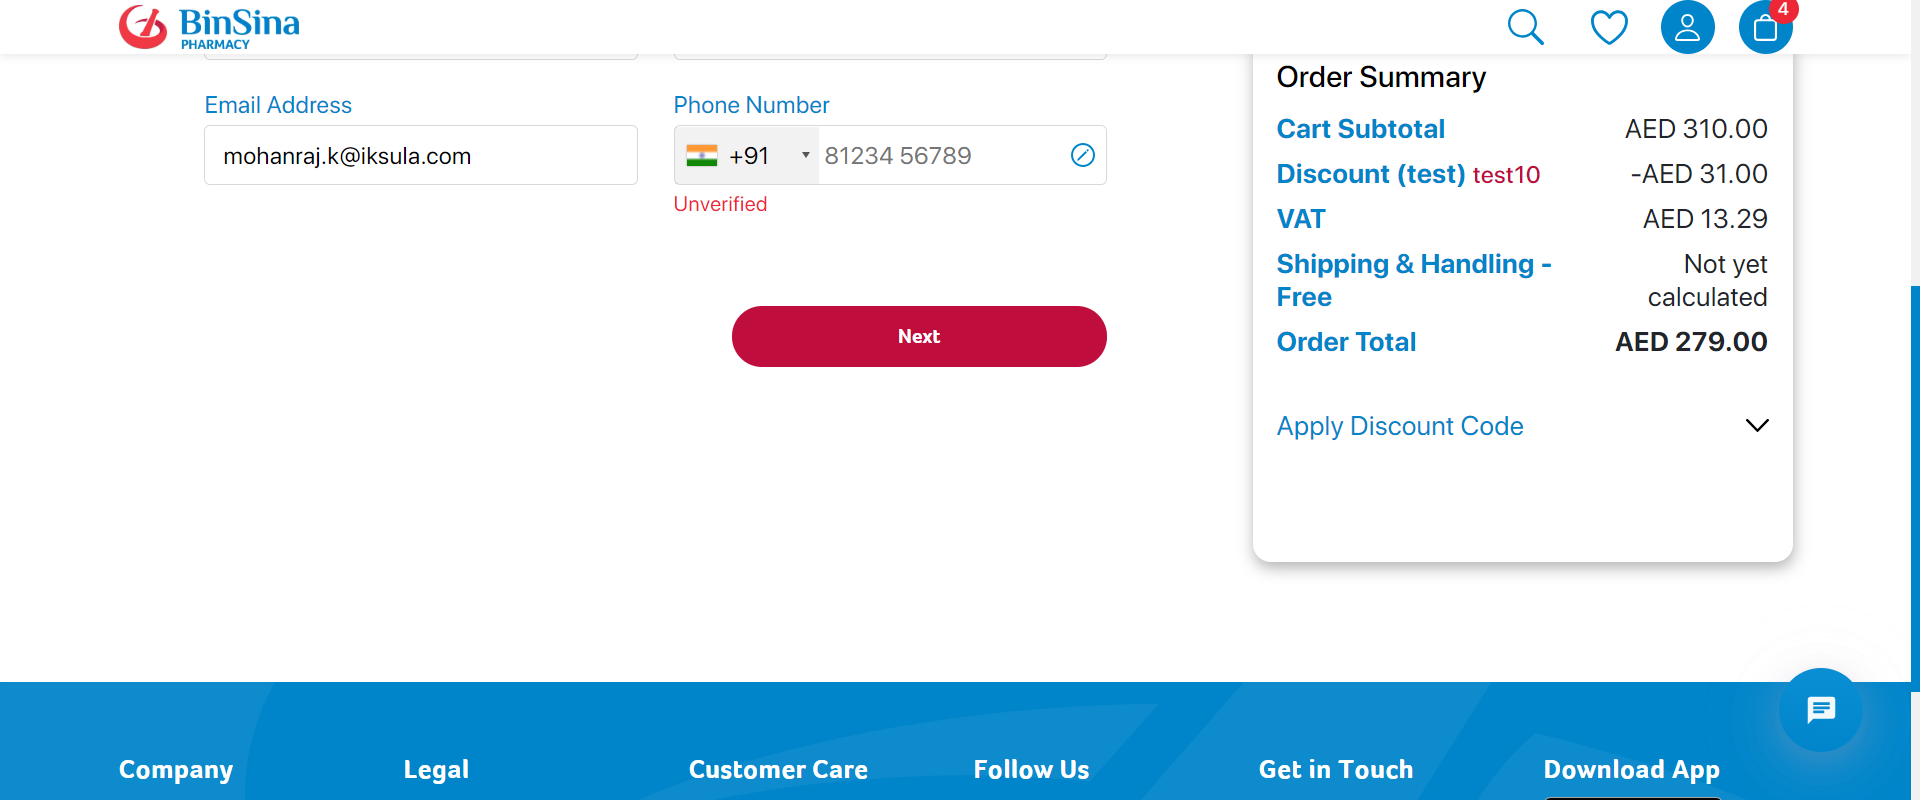 BinSina
PHARMACY
4
Email Address
mohanraj.k@iksula.com
Phone Number
+91 81234 56789
Unverified
Next
Order Summary
Cart Subtotal AED 310.00
Discount (test) test10 -AED 31.00
VAT AED 13.29
Shipping & Handling - Free Not yet calculated
Order Total AED 279.00
Apply Discount Code
Company Legal Customer Care Follow Us Get in Touch Download App